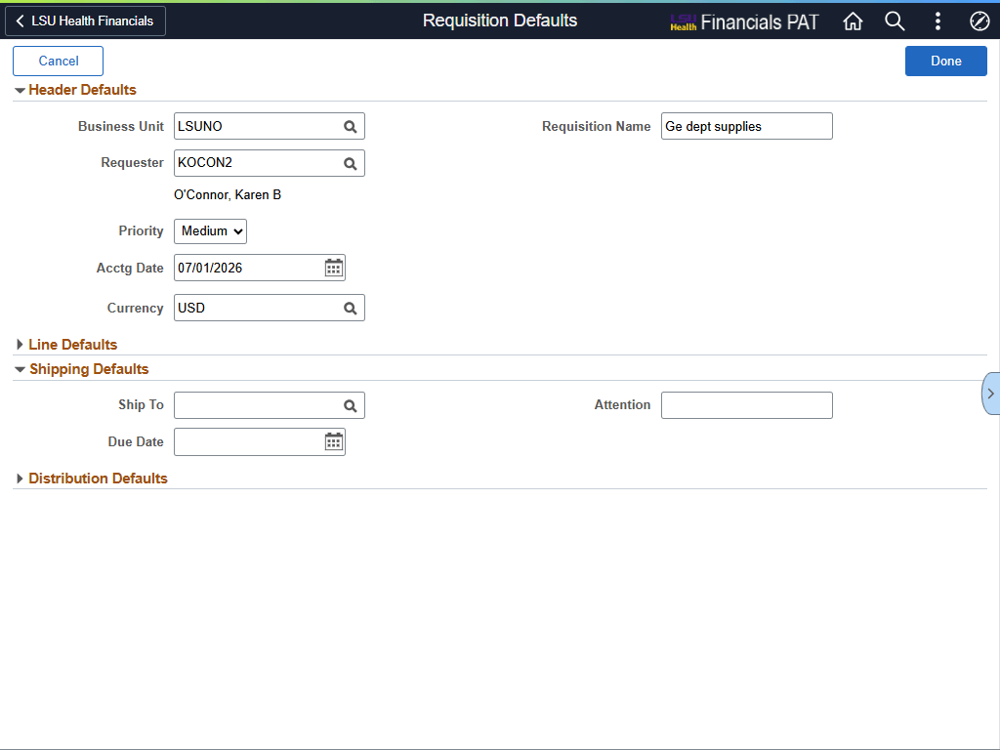 LSU Health Financials
Requisition Defaults
LSU Health Financials PAT
Cancel
Done
Header Defaults
Business Unit LSUNO
Requisition Name Ge dept supplies
Requester KOCON2
O'Connor, Karen B
Priority Medium
Acctg Date 07/01/2026
Currency USD
Line Defaults
Shipping Defaults
Ship To
Attention
Due Date
Distribution Defaults